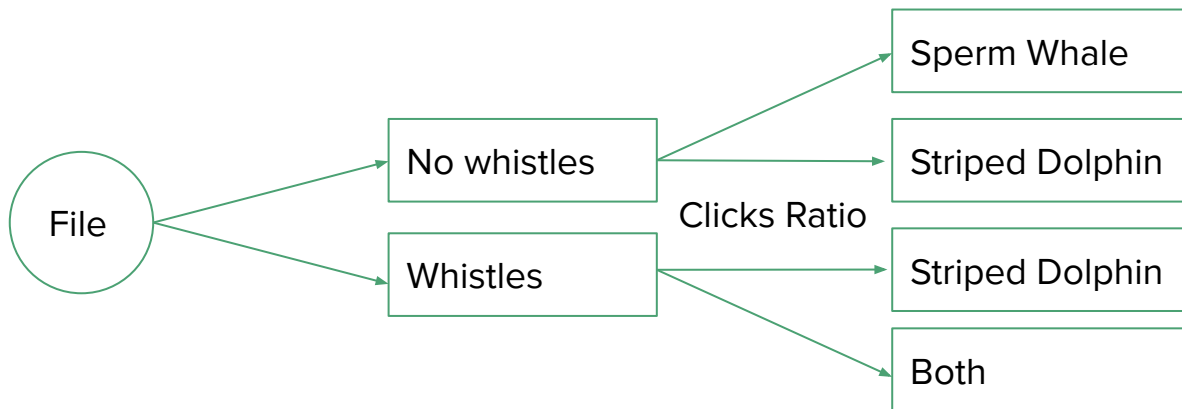 File
No whistles
Whistles
Clicks Ratio
Sperm Whale
Striped Dolphin
Striped Dolphin
Both